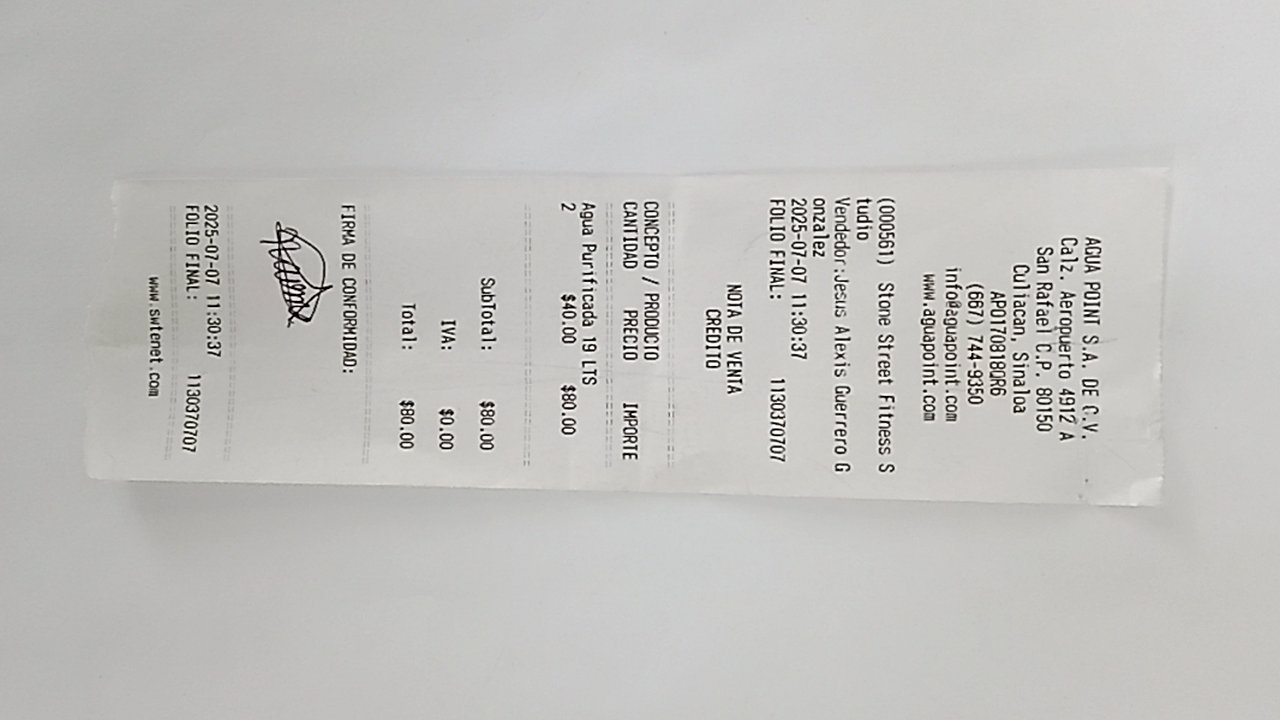 AGUA POINT S.A. DE C.V.
Calz. Aeropuerto 4912 A
San Rafael C.P. 80150
Culiacan, Sinaloa
APO170818QR6
(667) 744-9350
info@aguapoint.com
www.aguapoint.com
(000561) Stone Street Fitness S
tudio
Vendedor:Jesus Alexis Guerrero G
onzalez
2025-07-07 11:30:37
FOLIO FINAL: 1130370707
NOTA DE VENTA
CREDITO
================================
CONCEPTO / PRODUCTO
CANTIDAD PRECIO IMPORTE
================================
Agua Purificada 19 LTS
2 $40.00 $80.00
================================
SubTotal: $80.00
IVA: $0.00
Total: $80.00
================================
FIRMA DE CONFORMIDAD:
================================
2025-07-07 11:30:37
FOLIO FINAL: 1130370707
================================
www.swtenet.com